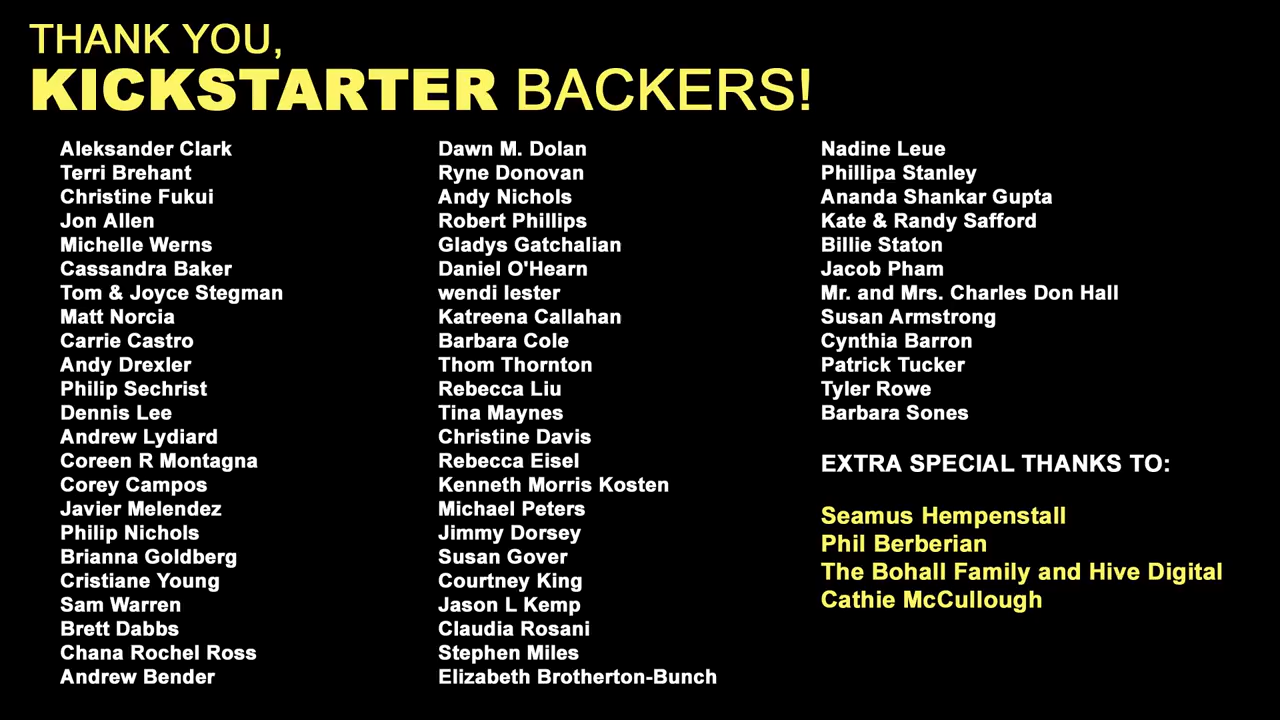 THANK YOU,
KICKSTARTER BACKERS!
Aleksander Clark
Terri Brehant
Christine Fukui
Jon Allen
Michelle Werns
Cassandra Baker
Tom & Joyce Stegman
Matt Norcia
Carrie Castro
Andy Drexler
Philip Sechrist
Dennis Lee
Andrew Lydiard
Coreen R Montagna
Corey Campos
Javier Melendez
Philip Nichols
Brianna Goldberg
Cristiane Young
Sam Warren
Brett Dabbs
Chana Rochel Ross
Andrew Bender
Dawn M. Dolan
Ryne Donovan
Andy Nichols
Robert Phillips
Gladys Gatchalian
Daniel O'Hearn
wendi lester
Katreena Callahan
Barbara Cole
Thom Thornton
Rebecca Liu
Tina Maynes
Christine Davis
Rebecca Eisel
Kenneth Morris Kosten
Michael Peters
Jimmy Dorsey
Susan Gover
Courtney King
Jason L Kemp
Claudia Rosani
Stephen Miles
Elizabeth Brotherton-Bunch
Nadine Leue
Phillipa Stanley
Ananda Shankar Gupta
Kate & Randy Safford
Billie Staton
Jacob Pham
Mr. and Mrs. Charles Don Hall
Susan Armstrong
Cynthia Barron
Patrick Tucker
Tyler Rowe
Barbara Sones
EXTRA SPECIAL THANKS TO:
Seamus Hempenstall
Phil Berberian
The Bohall Family and Hive Digital
Cathie McCullough